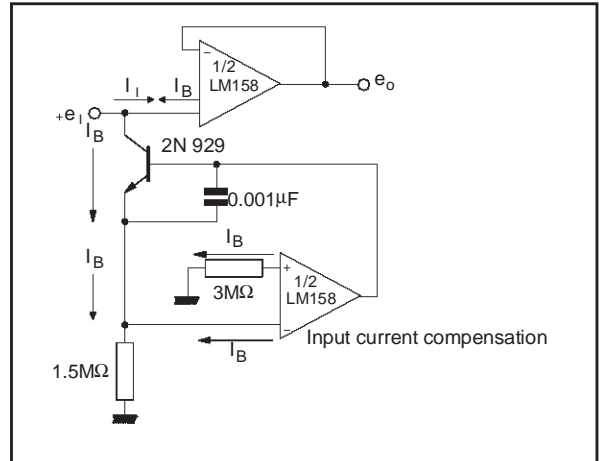 1/2
LM158
e o
I I
I B
+e I
I B
2N 929
0.001µF
I B
I B
3MΩ
1/2
LM158
Input current compensation
I B
1.5MΩ